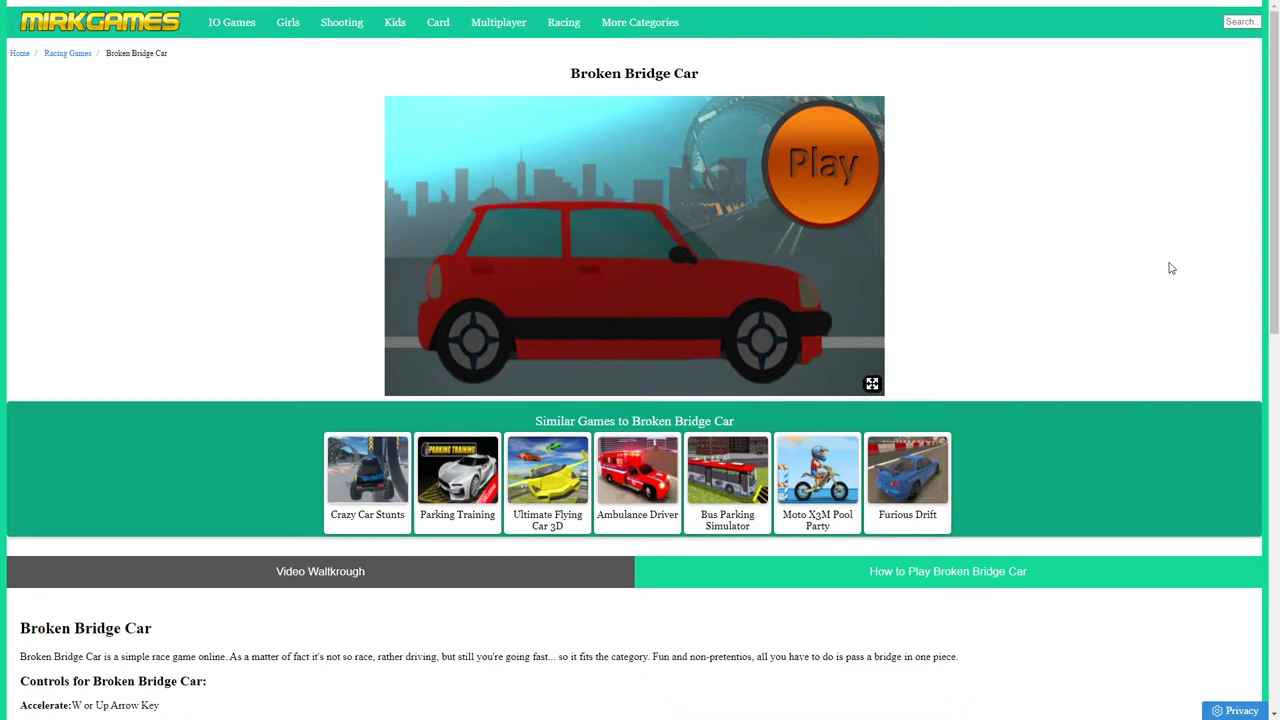 MIRKGAMES IO Games Girls Shooting Kids Card Multiplayer Racing More Categories Search..
Home / Racing Games / Broken Bridge Car
Broken Bridge Car
Play
Similar Games to Broken Bridge Car
PARKING TRAINING
Crazy Car Stunts
Parking Training
Ultimate Flying
Car 3D
Ambulance Driver
Bus Parking
Simulator
Moto X3M Pool
Party
Furious Drift
Video Waltkrough
How to Play Broken Bridge Car
Broken Bridge Car
Broken Bridge Car is a simple race game online. As a matter of fact it's not so race, rather driving, but still you're going fast... so it fits the category. Fun and non-pretentios, all you have to do is pass a bridge in one piece.
Controls for Broken Bridge Car:
Accelerate:W or Up Arrow Key
Privacy